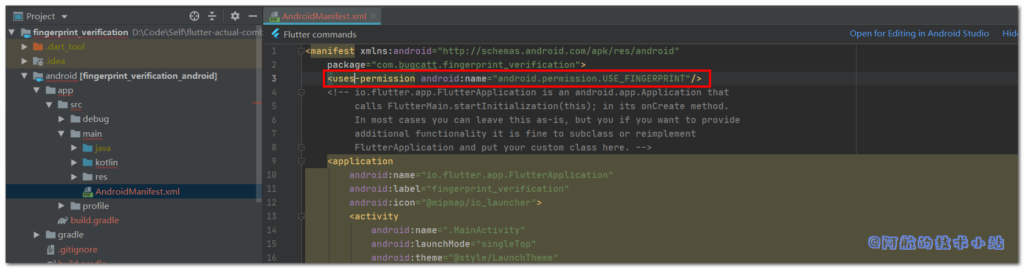 Project
fingerprint_verification D:\Code\Self\flutter-actual-comb
.dart_tool
.idea
android [fingerprint_verification_android]
app
src
debug
main
java
kotlin
res
AndroidManifest.xml
profile
build.gradle
gradle
.gitignore
build.gradle
AndroidManifest.xml
Flutter commands
Open for Editing in Android Studio
Hide
1 <manifest xmlns:android="http://schemas.android.com/apk/res/android"
2 package="com.bugcatt.fingerprint_verification">
3 <uses-permission android:name="android.permission.USE_FINGERPRINT"/>
4 <!-- io.flutter.app.FlutterApplication is an android.app.Application that
5 calls FlutterMain.startInitialization(this); in its onCreate method.
6 In most cases you can leave this as-is, but you if you want to provide
7 additional functionality it is fine to subclass or reimplement
8 FlutterApplication and put your custom class here. -->
9 <application
10 android:name="io.flutter.app.FlutterApplication"
11 android:label="fingerprint_verification"
12 android:icon="@mipmap/ic_launcher">
13 <activity
14 android:name=".MainActivity"
15 android:launchMode="singleTop"
16 android:theme="@style/LaunchTheme"
@阿航的技术小站